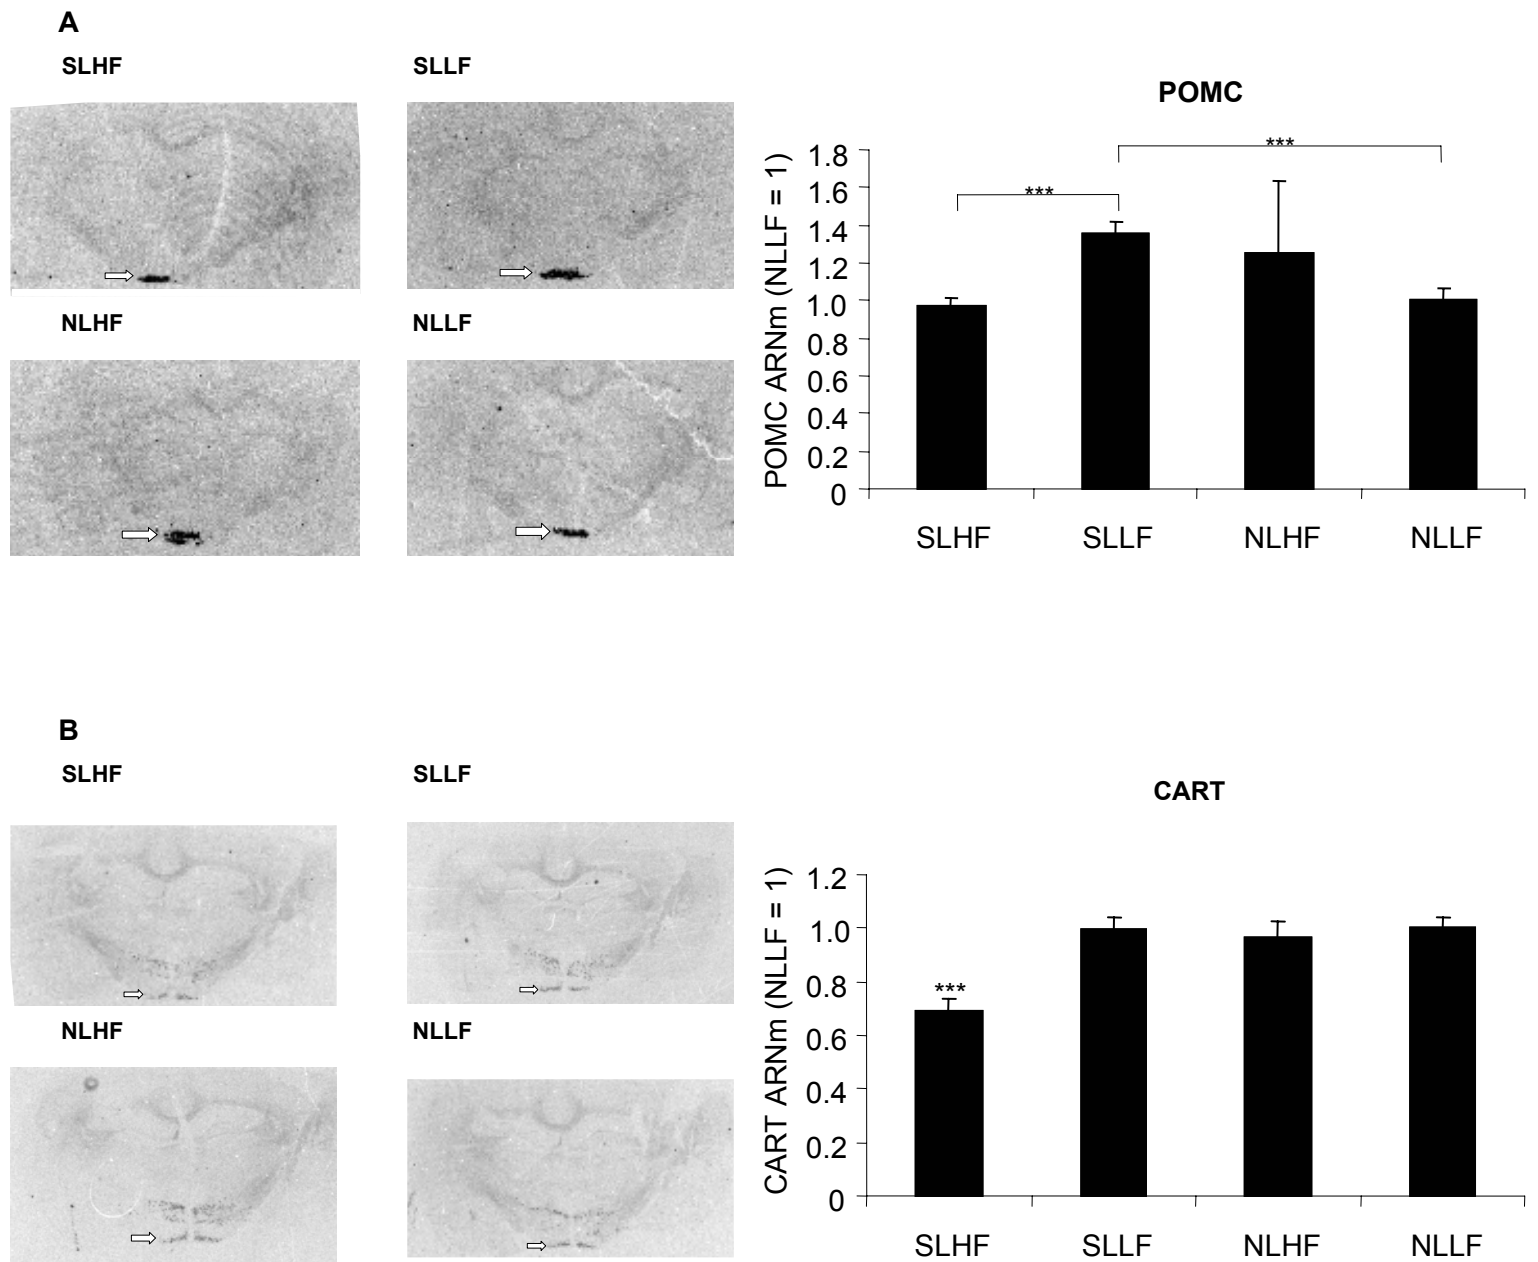 A
SLHF
SLLF
NLHF
NLLF
POMC
POMC ARNm (NLLF = 1)
1.8
1.6
1.4
1.2
1.0
0.8
0.6
0.4
0.2
0
***
***
SLHF SLLF NLHF NLLF
B
SLHF
SLLF
NLHF
NLLF
CART
CART ARNm (NLLF = 1)
1.2
1.0
0.8
0.6
0.4
0.2
0
***
SLHF SLLF NLHF NLLF